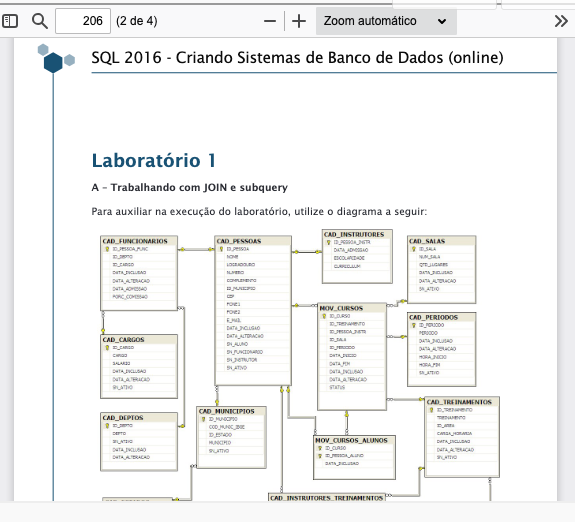 206 (2 de 4) Zoom automático
SQL 2016 - Criando Sistemas de Banco de Dados (online)
Laboratório 1
A – Trabalhando com JOIN e subquery
Para auxiliar na execução do laboratório, utilize o diagrama a seguir:
CAD_FUNCIONARIOS
ID_PESSOA_FUNC
ID_DEPTO
ID_CARGO
DATA_INCLUSAO
DATA_ALTERACAO
DATA_ADMISSAO
PORC_COMISSAO
CAD_PESSOAS
ID_PESSOA
NOME
LOGRADOURO
NUMERO
COMPLEMENTO
ID_MUNICIPIO
CEP
FONE1
FONE2
E_MAIL
DATA_INCLUSAO
DATA_ALTERACAO
SN_ALUNO
SN_FUNCIONARIO
SN_INSTRUTOR
SN_ATIVO
CAD_INSTRUTORES
ID_PESSOA_INSTR
DATA_ADMISSAO
ESCOLARIDADE
CURRICULUM
CAD_SALAS
ID_SALA
NUM_SALA
QTD_LUGARES
DATA_INCLUSAO
DATA_ALTERACAO
SN_ATIVO
MOV_CURSOS
ID_CURSO
ID_TREINAMENTO
ID_PESSOA_INSTR
ID_SALA
ID_PERIODO
DATA_INICIO
DATA_FIM
DATA_INCLUSAO
DATA_ALTERACAO
STATUS
CAD_PERIODOS
ID_PERIODO
PERIODO
DATA_INCLUSAO
DATA_ALTERACAO
HORA_INICIO
HORA_FIM
SN_ATIVO
CAD_CARGOS
ID_CARGO
CARGO
SALARIO
DATA_INCLUSAO
DATA_ALTERACAO
SN_ATIVO
CAD_DEPTOS
ID_DEPTO
DEPTO
SN_ATIVO
DATA_INCLUSAO
DATA_ALTERACAO
CAD_MUNICIPIOS
ID_MUNICIPIO
COD_MUNIC_IBGE
ID_ESTADO
MUNICIPIO
SN_ATIVO
MOV_CURSOS_ALUNOS
ID_CURSO
ID_PESSOA_ALUNO
DATA_INCLUSAO
CAD_TREINAMENTOS
ID_TREINAMENTO
TREINAMENTO
ID_AREA
CARGA_HORARIA
DATA_INCLUSAO
DATA_ALTERACAO
SN_ATIVO
CAD_INSTRUTORES_TREINAMENTOS